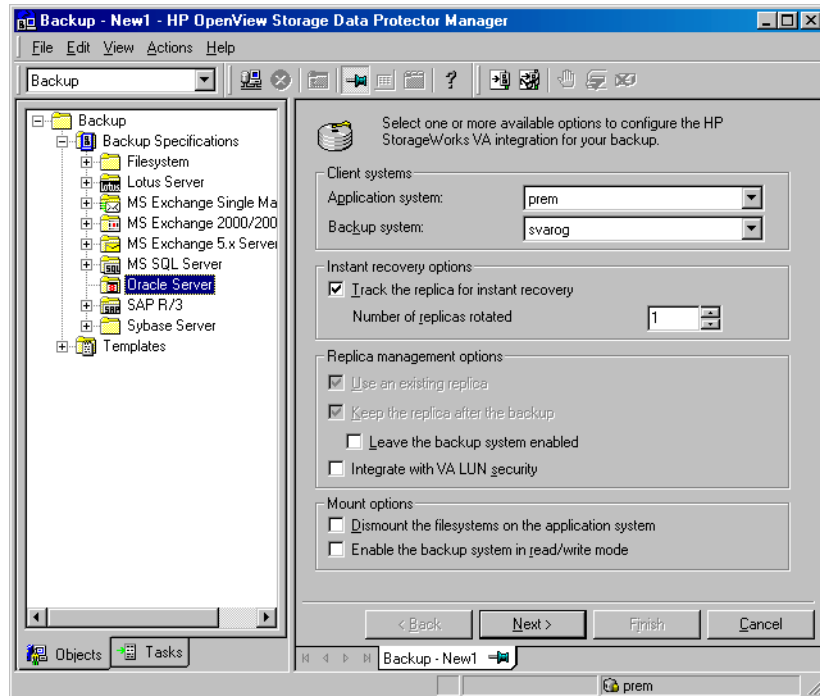 Backup - New1 - HP OpenView Storage Data Protector Manager
File Edit View Actions Help
Backup
Backup
Backup Specifications
Filesystem
Lotus Server
MS Exchange Single Ma
MS Exchange 2000/200
MS Exchange 5.x Server
MS SQL Server
Oracle Server
SAP R/3
Sybase Server
Templates
Objects
Tasks
Select one or more available options to configure the HP
StorageWorks VA integration for your backup.
Client systems
Application system: prem
Backup system: svarog
Instant recovery options
Track the replica for instant recovery
Number of replicas rotated 1
Replica management options
Use an existing replica
Keep the replica after the backup
Leave the backup system enabled
Integrate with VA LUN security
Mount options
Dismount the filesystems on the application system
Enable the backup system in read/write mode
< Back Next > Finish Cancel
Backup - New1
prem